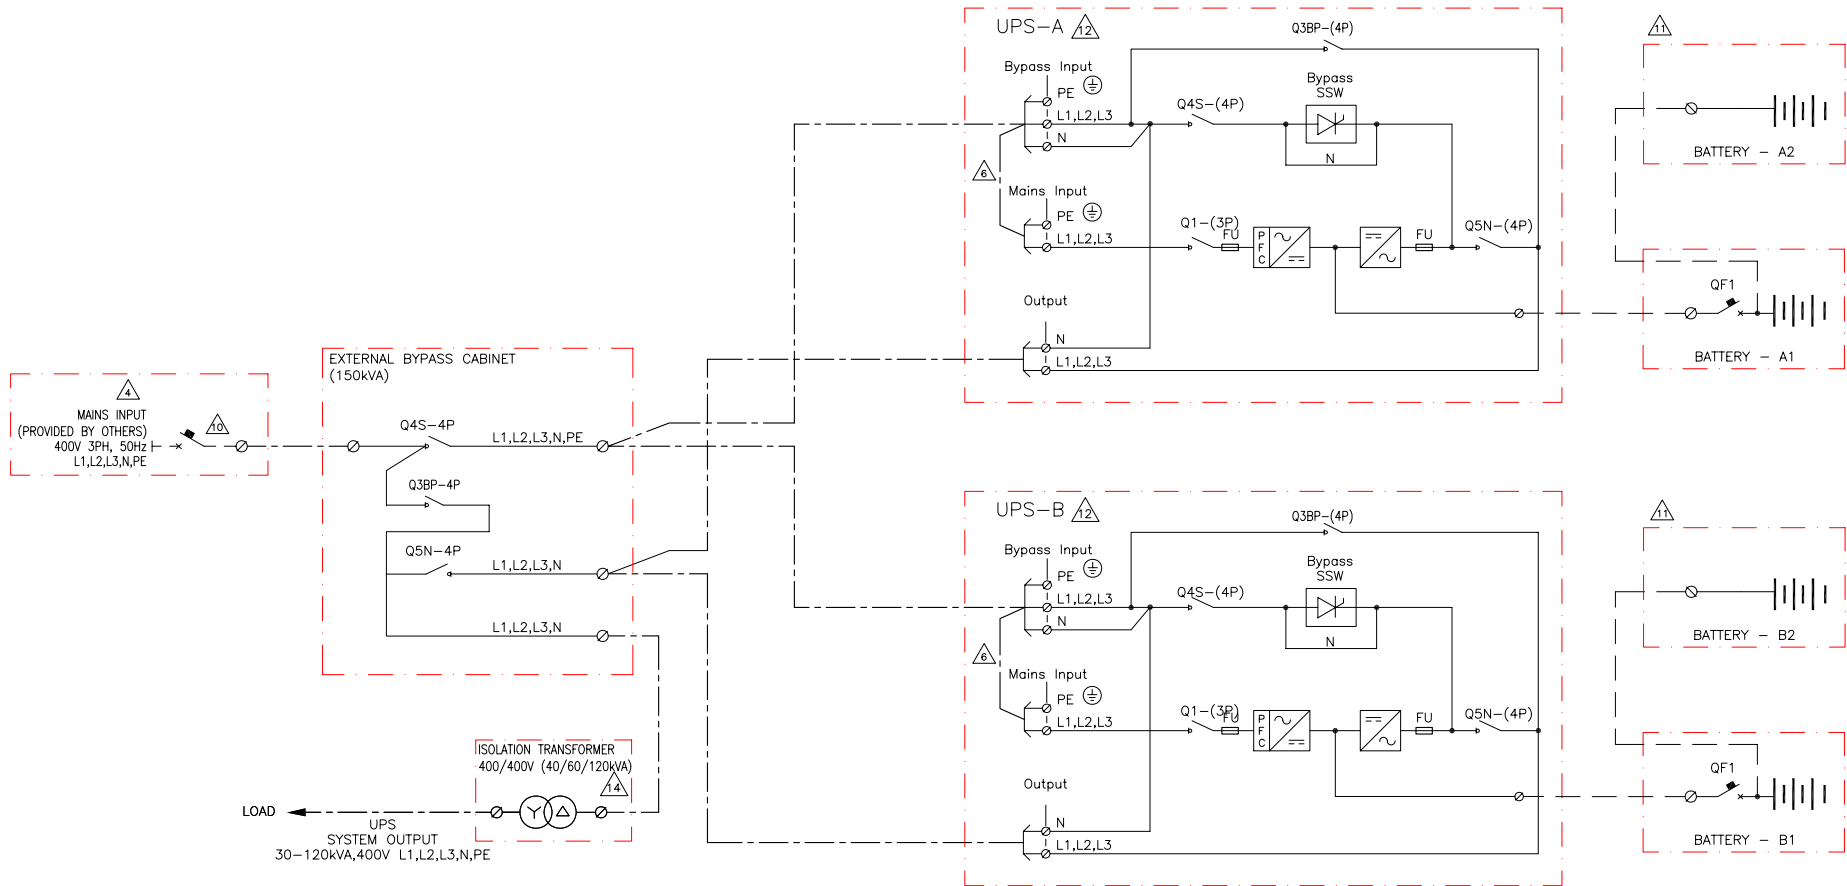 4
MAINS INPUT
(PROVIDED BY OTHERS)
400V 3PH, 50Hz
L1,L2,L3,N,PE
10
EXTERNAL BYPASS CABINET
(150kVA)
Q4S-4P
L1,L2,L3,N,PE
Q3BP-4P
Q5N-4P
L1,L2,L3,N
L1,L2,L3,N
ISOLATION TRANSFORMER
400/400V (40/60/120kVA)
14
LOAD
UPS
SYSTEM OUTPUT
30-120kVA,400V L1,L2,L3,N,PE
UPS-A
12
Q3BP-(4P)
Bypass Input
PE
L1,L2,L3
N
Q4S-(4P)
Bypass
SSW
N
6
Mains Input
PE
L1,L2,L3
Q1-(3P)
FU
P
F
C
FU
Q5N-(4P)
Output
N
L1,L2,L3
11
BATTERY - A2
QF1
BATTERY - A1
UPS-B
12
Q3BP-(4P)
Bypass Input
PE
L1,L2,L3
N
Q4S-(4P)
Bypass
SSW
N
6
Mains Input
PE
L1,L2,L3
Q1-(3P)
FU
P
F
C
FU
Q5N-(4P)
Output
N
L1,L2,L3
11
BATTERY - B2
QF1
BATTERY - B1